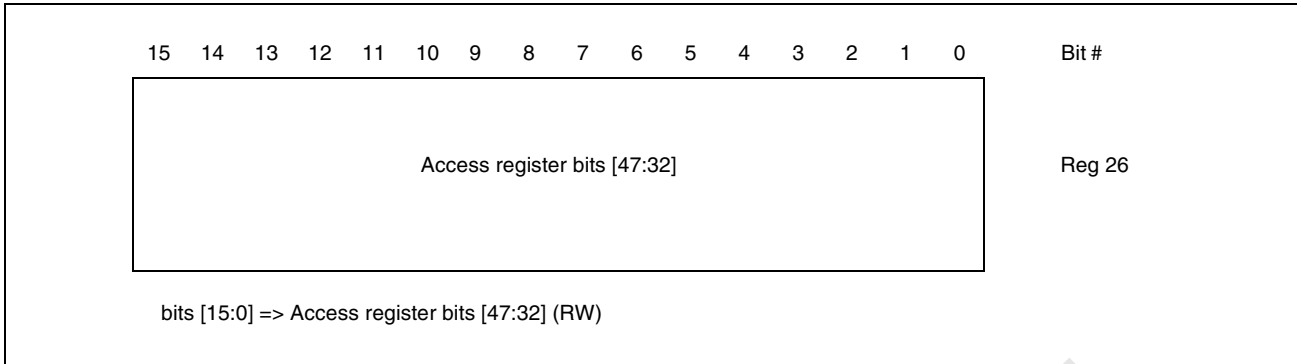 15 14 13 12 11 10 9 8 7 6 5 4 3 2 1 0 Bit #
Access register bits [47:32] Reg 26
bits [15:0] => Access register bits [47:32] (RW)